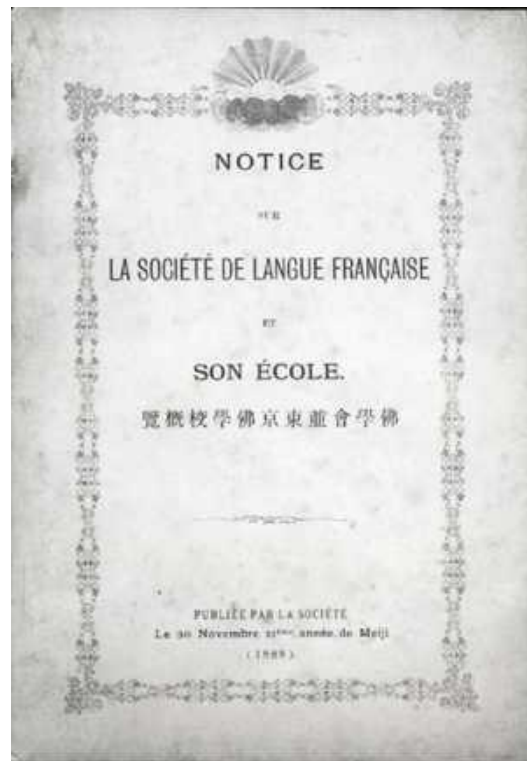 NOTICE
SUR
LA SOCIÉTÉ DE LANGUE FRANÇAISE
ET
SON ÉCOLE.
佛學會並東京佛學校概覽
PUBLIÉE PAR LA SOCIÉTÉ
Le 30 Novembre 21ème année de Meiji
(1888)